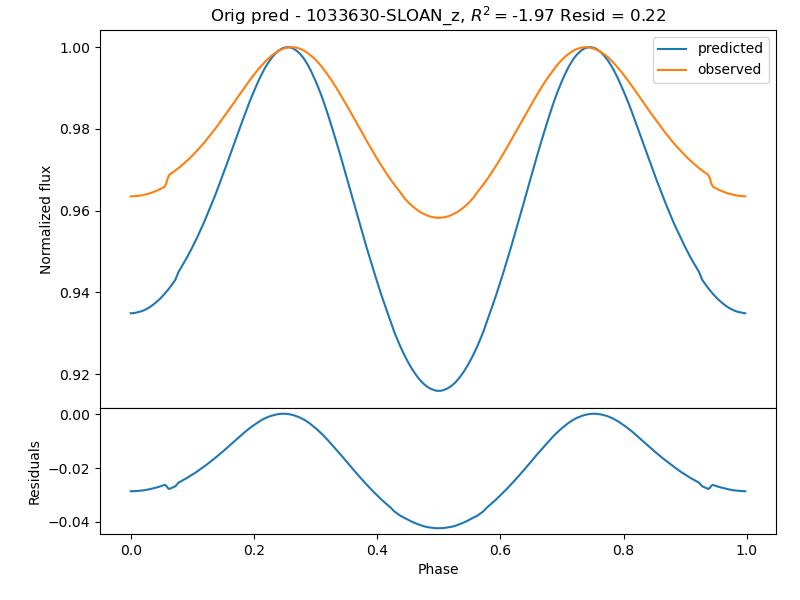 Orig pred - 1033630-SLOAN_z, $R^2 = $-1.97 Resid = 0.22
predicted
observed
Normalized flux
1.00
0.98
0.96
0.94
0.92
Residuals
0.00
−0.02
−0.04
0.0
0.2
0.4
0.6
0.8
1.0
Phase